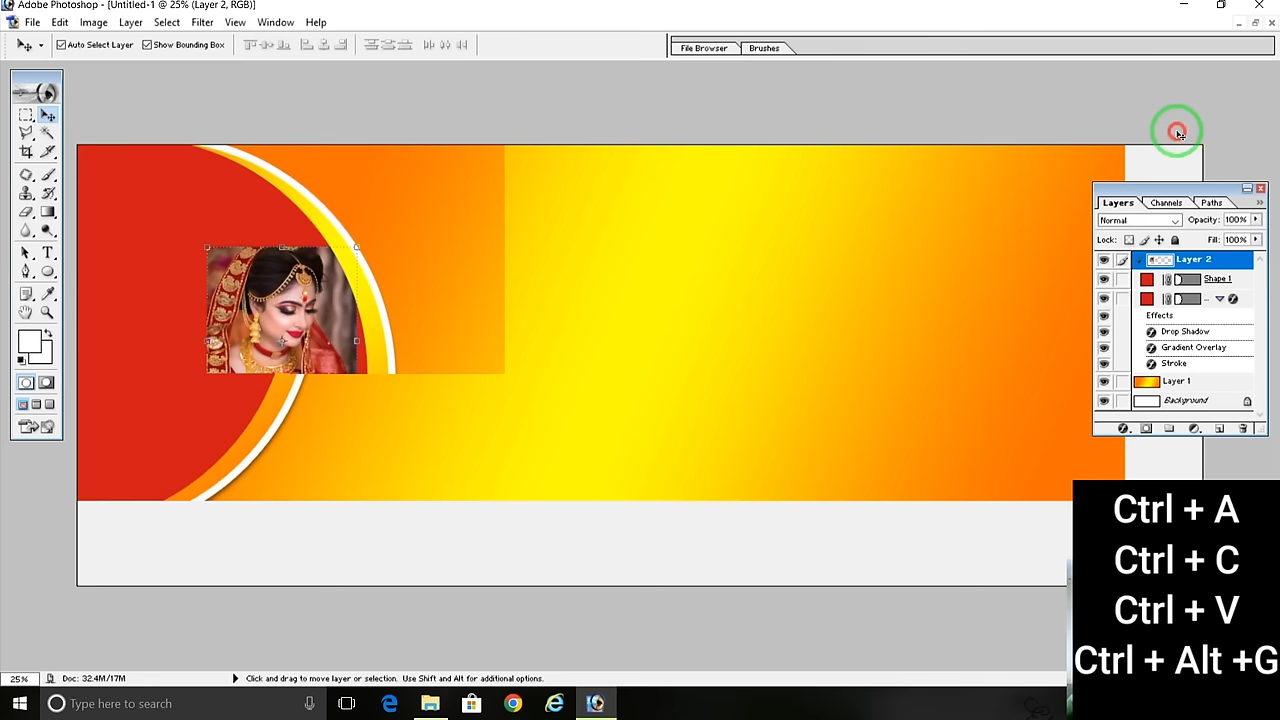 Adobe Photoshop - [Untitled-1 @ 25% (Layer 2, RGB)]
File Edit Image Layer Select Filter View Window Help
Auto Select Layer Show Bounding Box File Browser Brushes
Layers Channels Paths
Normal Opacity: 100%
Lock: Fill: 100%
Layer 2
Shape 1
...
Effects
Drop Shadow
Gradient Overlay
Stroke
Layer 1
Background
Ctrl + A
Ctrl + C
Ctrl + V
Ctrl + Alt +G
25% Doc: 32.4M/17M Click and drag to move layer or selection. Use Shift and Alt for additional options.
Type here to search